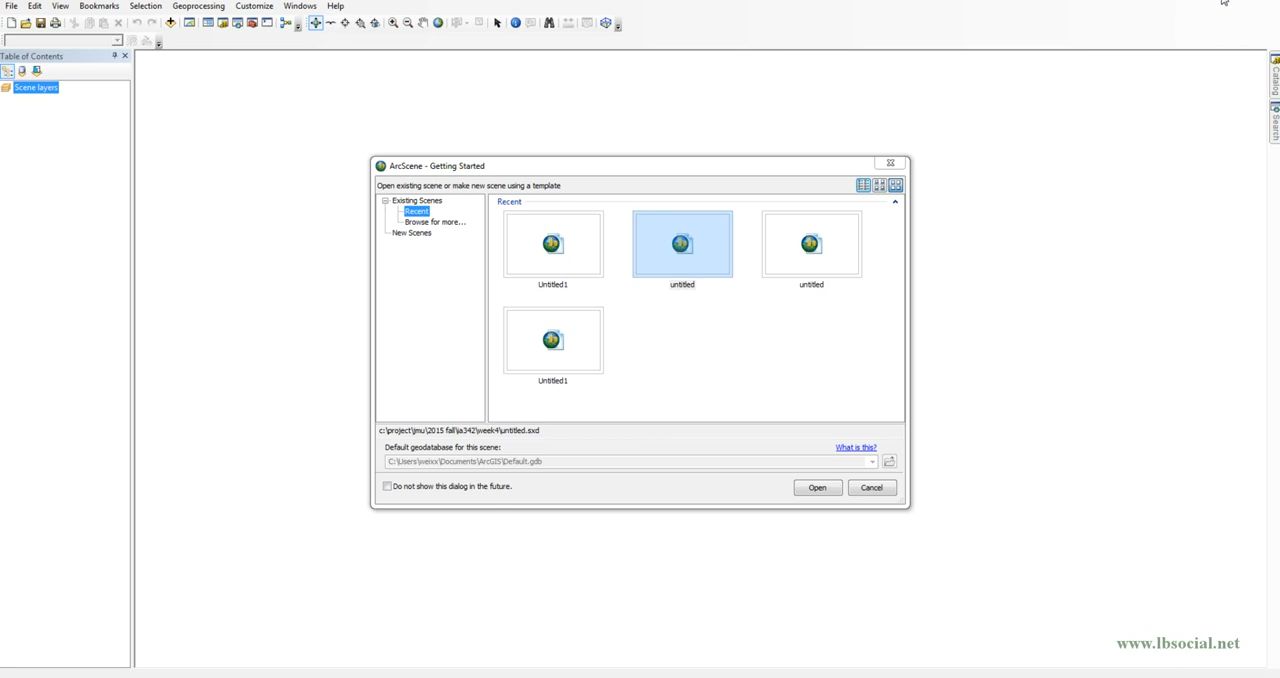 File Edit View Bookmarks Selection Geoprocessing Customize Windows Help
Table of Contents
Scene layers
Catalog
Search
ArcScene - Getting Started
Open existing scene or make new scene using a template
Existing Scenes
Recent
Browse for more...
New Scenes
Recent
Untitled1 untitled untitled
Untitled1
c:\project\jmu\2015 fall\ia342\week4\untitled.sxd
Default geodatabase for this scene: What is this?
C:\Users\weixx\Documents\ArcGIS\Default.gdb
Do not show this dialog in the future. Open Cancel
www.lbsocial.net